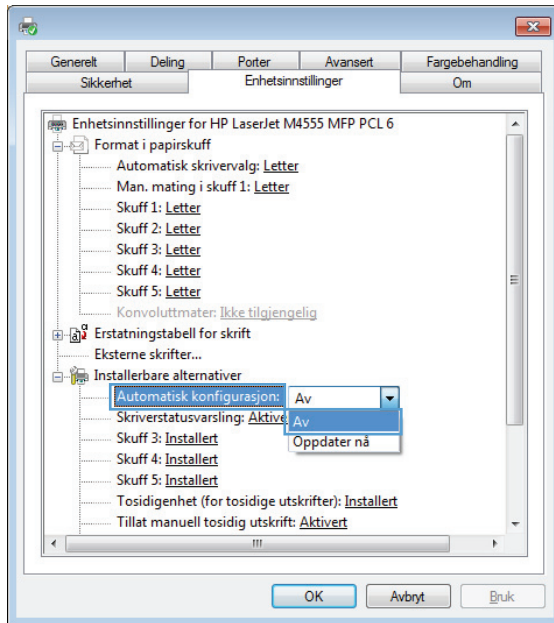 Generelt Deling Porter Avansert Fargebehandling
Sikkerhet Enhetsinnstillinger Om
Enhetsinnstillinger for HP LaserJet M4555 MFP PCL 6
Format i papirskuff
Automatisk skrivervalg: Letter
Man. mating i skuff 1: Letter
Skuff 1: Letter
Skuff 2: Letter
Skuff 3: Letter
Skuff 4: Letter
Skuff 5: Letter
Konvoluttmater: Ikke tilgjengelig
Erstatningstabell for skrift
Eksterne skrifter...
Installerbare alternativer
Automatisk konfigurasjon: Av
Skriverstatusvarsling: Aktive
Av
Oppdater nå
Skuff 3: Installert
Skuff 4: Installert
Skuff 5: Installert
Tosidigenhet (for tosidige utskrifter): Installert
Tillat manuell tosidig utskrift: Aktivert
OK Avbryt Bruk